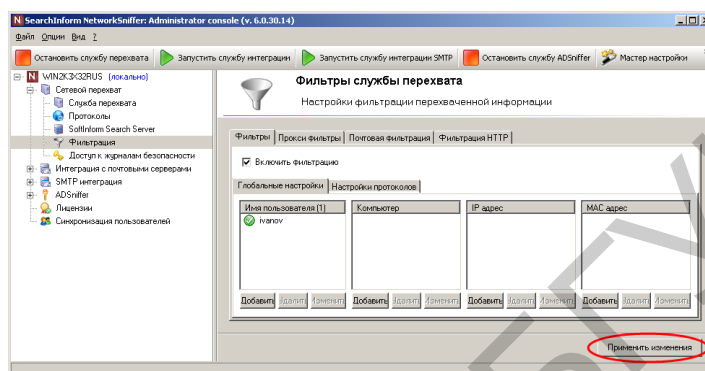 SearchInform NetworkSniffer: Administrator console (v. 6.0.30.14)
Файл Опции Вид ?
Остановить службу перехвата Запустить службу интеграции Запустить службу интеграции SMTP Остановить службу ADSniffer Мастер настройки
WIN2K3X32RUS (локально)
Сетевой перехват
Служба перехвата
Протоколы
SoftInform Search Server
Фильтрация
Доступ к журналам безопасности
Интеграция с почтовыми серверами
SMTP интеграция
ADSniffer
Лицензии
Синхронизация пользователей
Фильтры службы перехвата
Настройки фильтрации перехваченной информации
Фильтры Прокси фильтры Почтовая фильтрация Фильтрация HTTP
Включить фильтрацию
Глобальные настройки Настройки протоколов
Имя пользователя (1) Компьютер IP адрес MAC адрес
ivanov
Добавить Удалить Изменить Добавить Удалить Изменить Добавить Удалить Изменить Добавить Удалить Изменить
Применить изменения